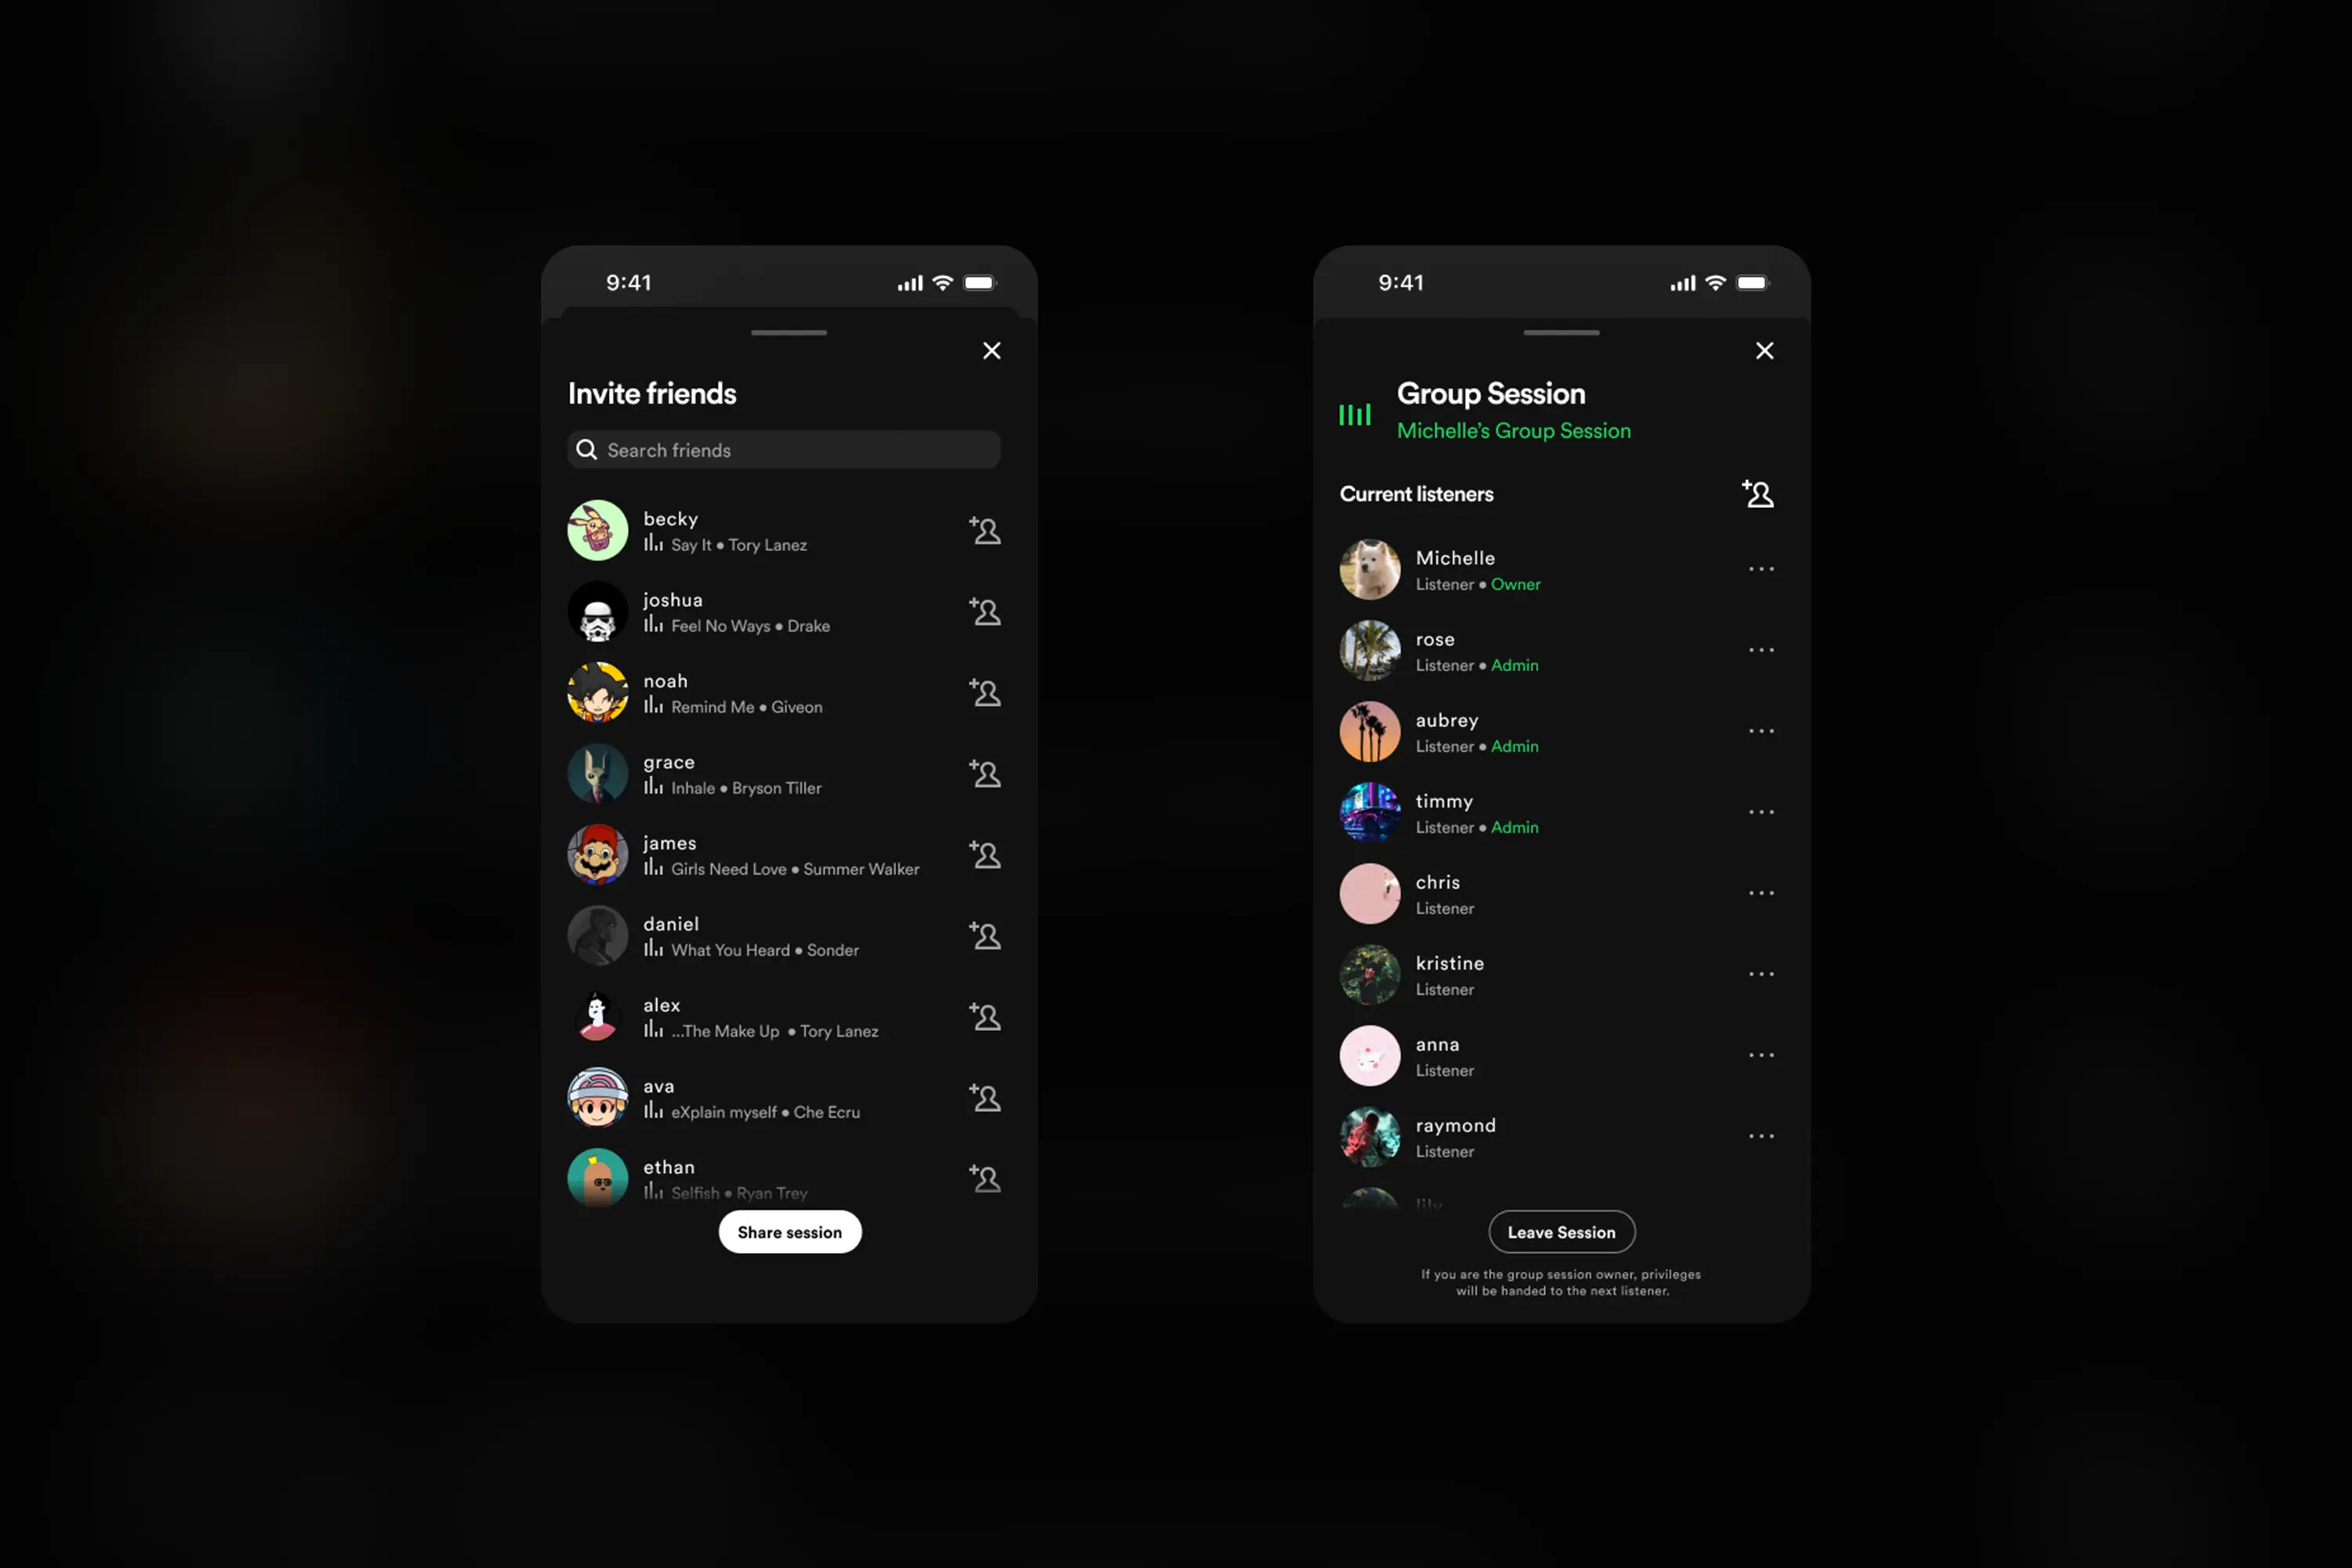 9:41
Invite friends
Search friends
becky
Say It • Tory Lanez
joshua
Feel No Ways • Drake
noah
Remind Me • Giveon
grace
Inhale • Bryson Tiller
james
Girls Need Love • Summer Walker
daniel
What You Heard • Sonder
alex
...The Make Up • Tory Lanez
ava
eXplain myself • Che Ecru
ethan
Selfish • Ryan Trey
Share session
9:41
Group Session
Michelle’s Group Session
Current listeners
Michelle
Listener • Owner
rose
Listener • Admin
aubrey
Listener • Admin
timmy
Listener • Admin
chris
Listener
kristine
Listener
anna
Listener
raymond
Listener
lily
Leave Session
If you are the group session owner, privileges
will be handed to the next listener.